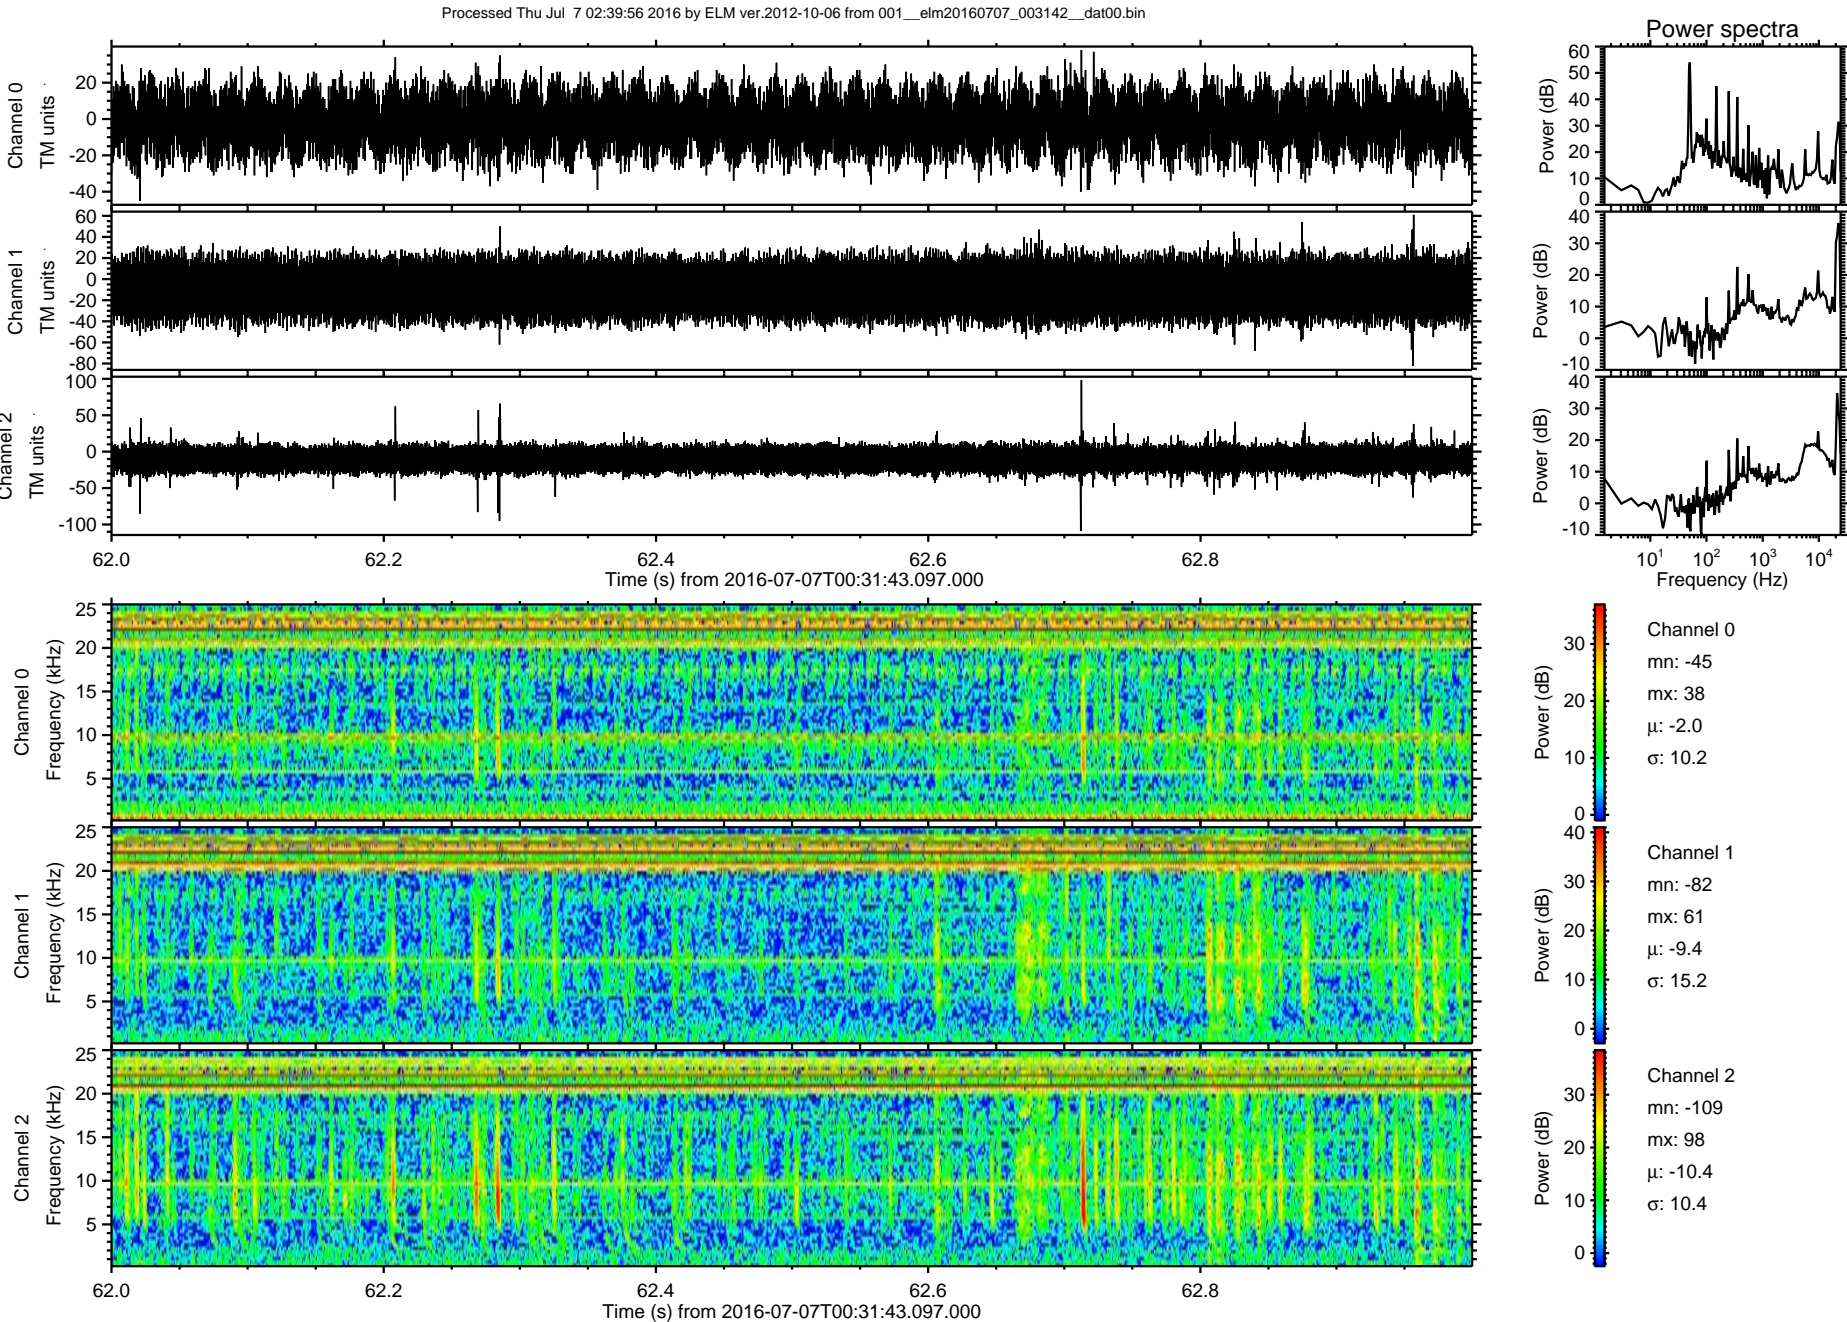 Processed Thu Jul 7 02:39:56 2016 by ELM ver.2012-10-06 from 001__elm20160707_003142__dat00.bin
Power spectra
Channel 0
TM units
20
0
-20
-40
Power (dB)
60
50
40
30
20
10
0
Channel 1
TM units
60
40
20
0
-20
-40
-60
-80
Power (dB)
40
30
20
10
0
-10
Channel 2
TM units
100
50
0
-50
-100
Power (dB)
40
30
20
10
0
-10
62.0 62.2 62.4 62.6 62.8
Time (s) from 2016-07-07T00:31:43.097.000
10^1 10^2 10^3 10^4
Frequency (Hz)
Channel 0
Frequency (kHz)
25
20
15
10
5
Power (dB)
30
20
10
0
Channel 0
mn: -45
mx: 38
μ: -2.0
σ: 10.2
Channel 1
Frequency (kHz)
25
20
15
10
5
Power (dB)
40
30
20
10
0
Channel 1
mn: -82
mx: 61
μ: -9.4
σ: 15.2
Channel 2
Frequency (kHz)
25
20
15
10
5
Power (dB)
30
20
10
0
Channel 2
mn: -109
mx: 98
μ: -10.4
σ: 10.4
62.0 62.2 62.4 62.6 62.8
Time (s) from 2016-07-07T00:31:43.097.000